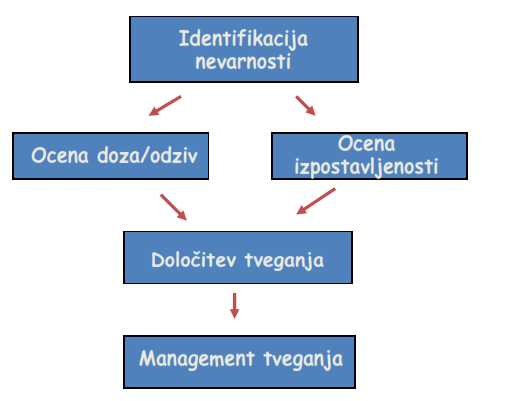 Identifikacija
nevarnosti
Ocena doza/odziv
Ocena
izpostavljenosti
Določitev tveganja
Management tveganja